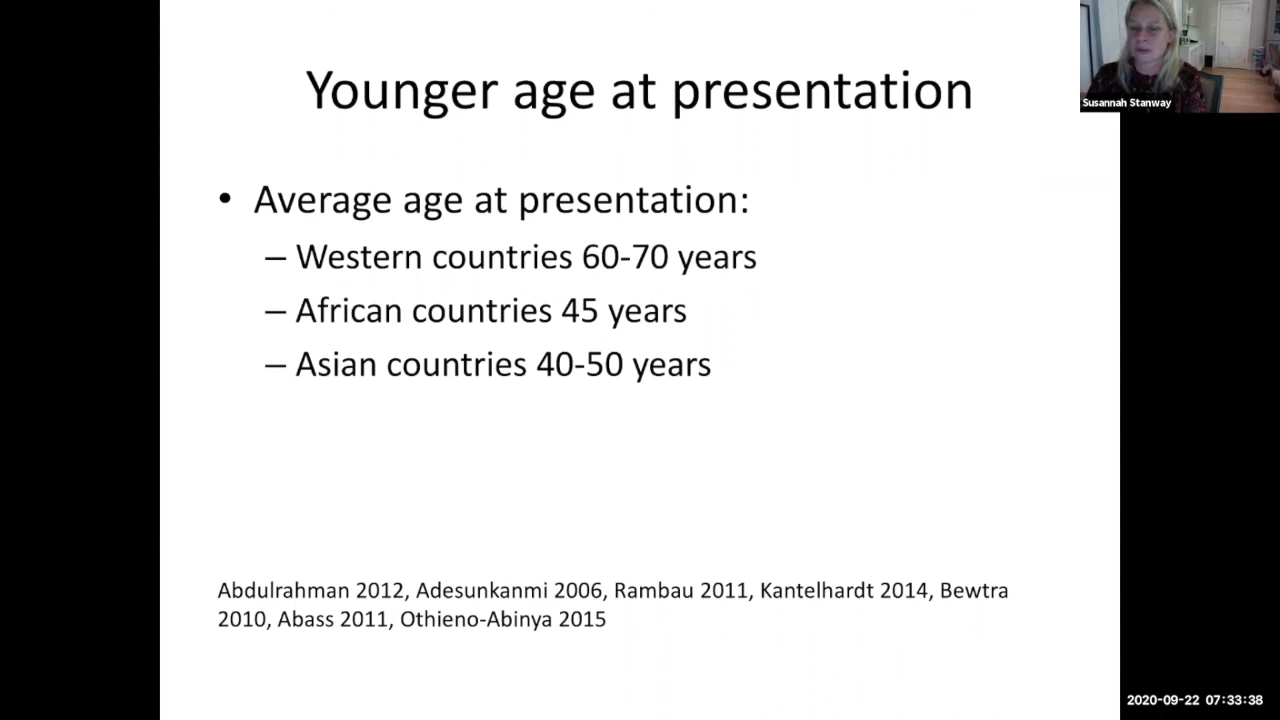 Younger age at presentation
Susannah Stanway
• Average age at presentation:
– Western countries 60-70 years
– African countries 45 years
– Asian countries 40-50 years
Abdulrahman 2012, Adesunkanmi 2006, Rambau 2011, Kantelhardt 2014, Bewtra
2010, Abass 2011, Othieno-Abinya 2015
2020-09-22 07:33:38